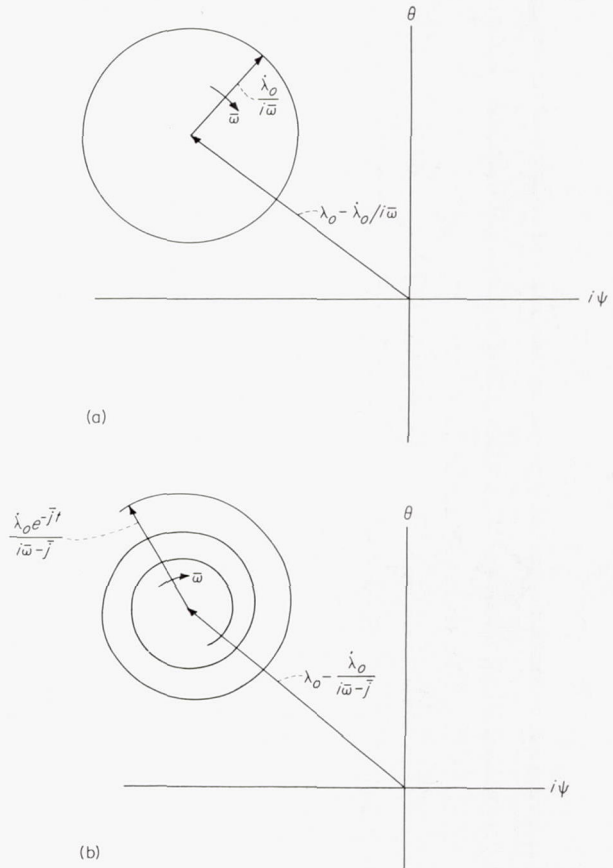 θ
λ̇₀/iω̄
ω̄
λ₀ - λ̇₀/iω̄
iψ
(a)
θ
λ̇₀e^(-j̄t)/(iω̄-j̄)
ω̄
λ₀ - λ̇₀/(iω̄-j̄)
iψ
(b)